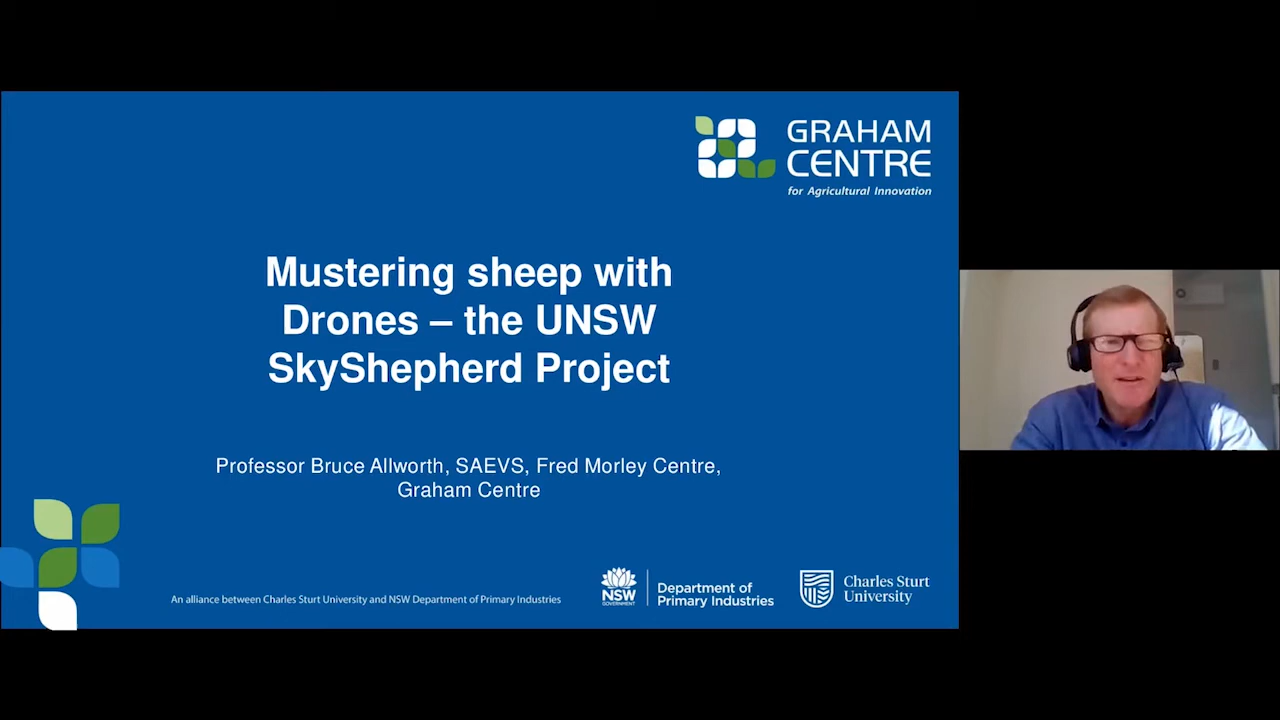 GRAHAM
CENTRE
for Agricultural Innovation
Mustering sheep with
Drones – the UNSW
SkyShepherd Project
Professor Bruce Allworth, SAEVS, Fred Morley Centre,
Graham Centre
An alliance between Charles Sturt University and NSW Department of Primary Industries
NSW
GOVERNMENT
Department of
Primary Industries
Charles Sturt
University